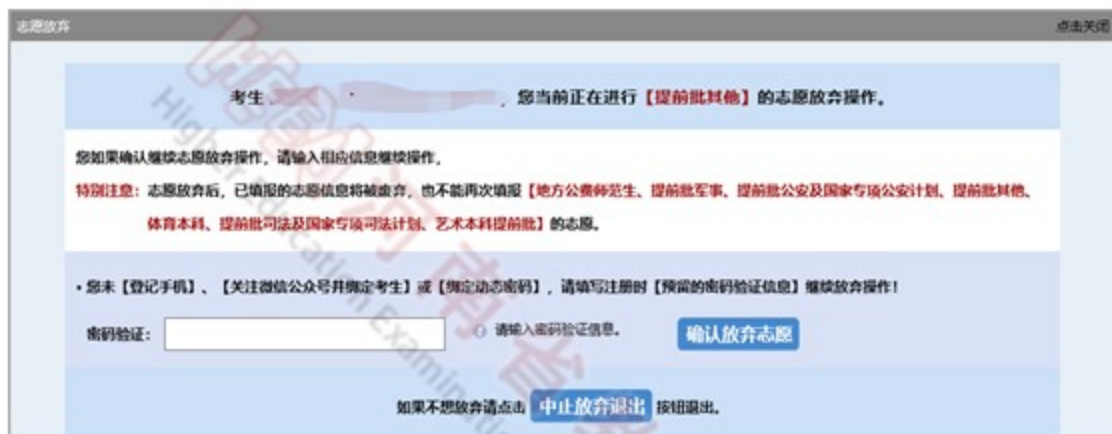 志愿放弃
点击关闭
考生
，您当前正在进行【提前批其他】的志愿放弃操作。
您如果确认继续志愿放弃操作，请输入相应信息继续操作，
特别注意：志愿放弃后，已填报的志愿信息将被废弃，也不能再次填报【地方公费师范生、提前批军事、提前批公安及国家专项公安计划、提前批其他、
体育本科、提前批司法及国家专项司法计划、艺术本科提前批】的志愿。
• 您未【登记手机】、【关注微信公众号并绑定考生】或【绑定动态密码】，请填写注册时【预留的密码验证信息】继续放弃操作！
密码验证：
请输入密码验证信息。
确认放弃志愿
如果不想放弃请点击 中止放弃退出 按钮退出。
河南省
Higher Education Examination